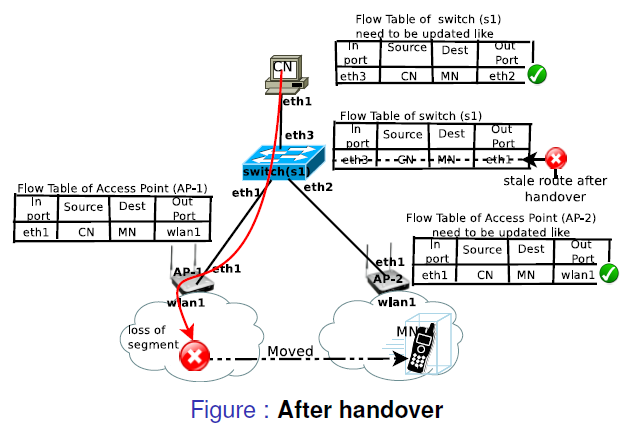 Flow Table of switch (s1)
need to be updated like
In port Source Dest Out Port
eth3 CN MN eth2
CN
eth1
Flow Table of switch (s1)
In port Source Dest Out Port
eth3 CN MN eth1
stale route after
handover
eth3
switch(s1)
eth1
eth2
Flow Table of Access Point (AP-1)
In port Source Dest Out Port
eth1 CN MN wlan1
Flow Table of Access Point (AP-2)
need to be updated like
In port Source Dest Out Port
eth1 CN MN wlan1
AP-1
eth1
wlan1
eth1
AP-2
wlan1
loss of
segment
Moved
MN
Figure : After handover